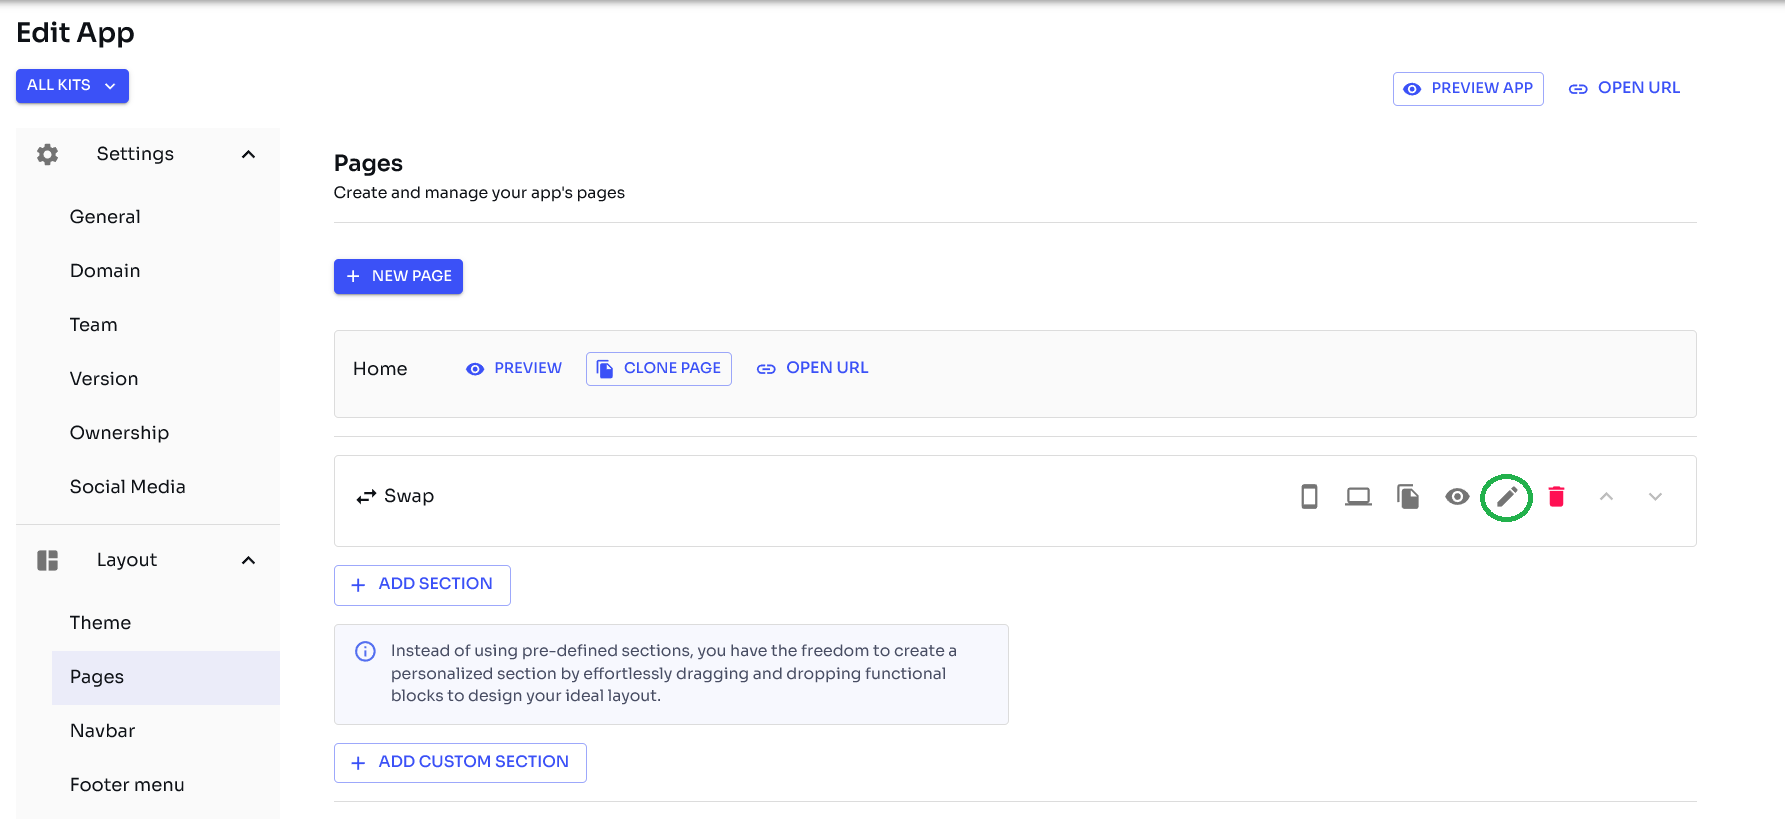 Edit App
ALL KITS
PREVIEW APP
OPEN URL
Settings
General
Domain
Team
Version
Ownership
Social Media
Layout
Theme
Pages
Navbar
Footer menu
Pages
Create and manage your app's pages
NEW PAGE
Home
PREVIEW
CLONE PAGE
OPEN URL
Swap
ADD SECTION
Instead of using pre-defined sections, you have the freedom to create a
personalized section by effortlessly dragging and dropping functional
blocks to design your ideal layout.
ADD CUSTOM SECTION